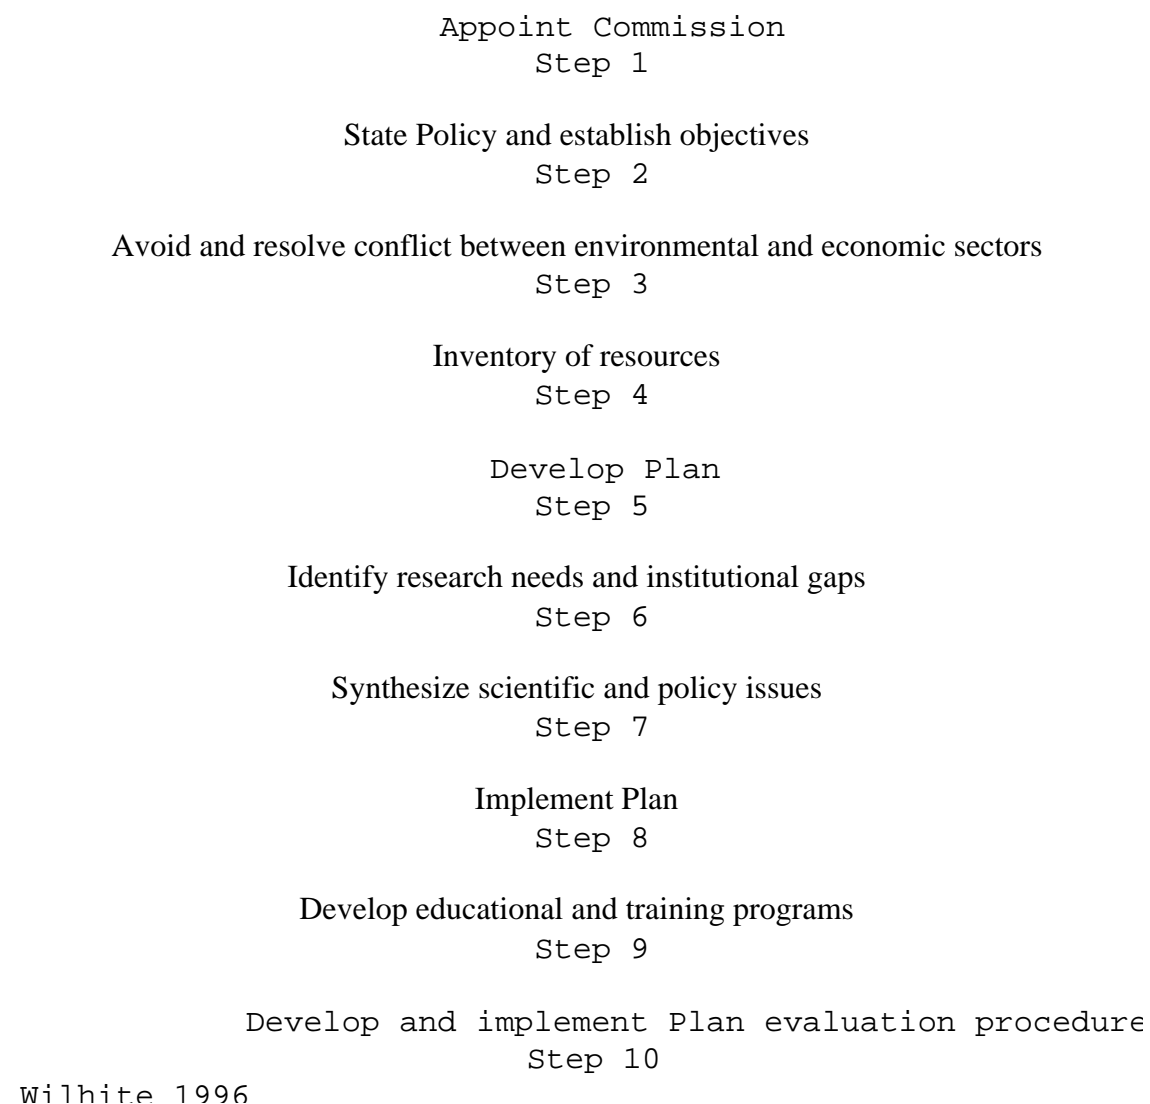 Appoint Commission
Step 1
State Policy and establish objectives
Step 2
Avoid and resolve conflict between environmental and economic sectors
Step 3
Inventory of resources
Step 4
Develop Plan
Step 5
Identify research needs and institutional gaps
Step 6
Synthesize scientific and policy issues
Step 7
Implement Plan
Step 8
Develop educational and training programs
Step 9
Develop and implement Plan evaluation procedure
Step 10
Wilhite 1996